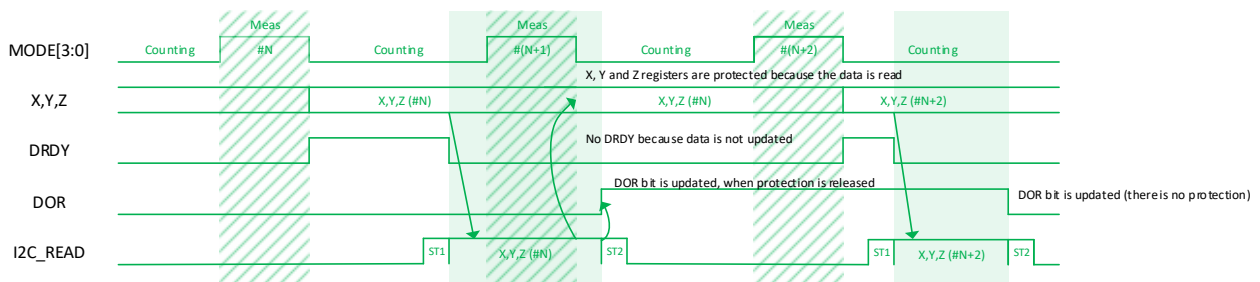 Meas Meas Meas
MODE[3:0] Counting #N Counting #(N+1) Counting #(N+2) Counting
X, Y and Z registers are protected because the data is read
X,Y,Z X,Y,Z (#N) X,Y,Z (#N) X,Y,Z (#N+2)
DRDY No DRDY because data is not updated
DOR bit is updated, when protection is released
DOR DOR bit is updated (there is no protection)
I2C_READ ST1 X,Y,Z (#N) ST2 ST1 X,Y,Z (#N+2) ST2